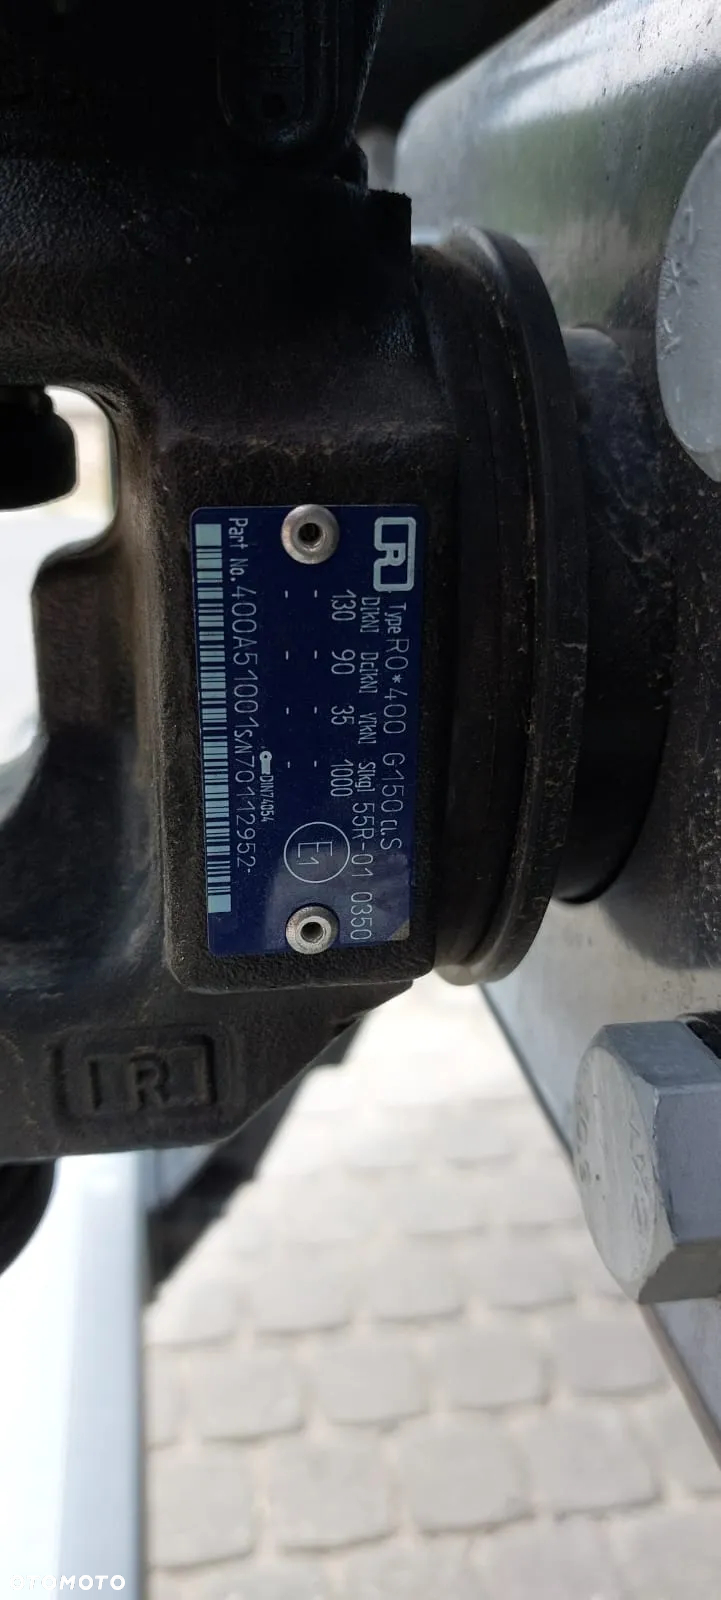 R
Type RO*400 G150 a.S
D[kN] Dc[kN] V[kN] S[kg] 55R-01 0350
130 90 35 1000
- - - -
- - - -
E1
DIN74054
Part No. 400A51001 S/N 70112952-
R
OTOMOTO